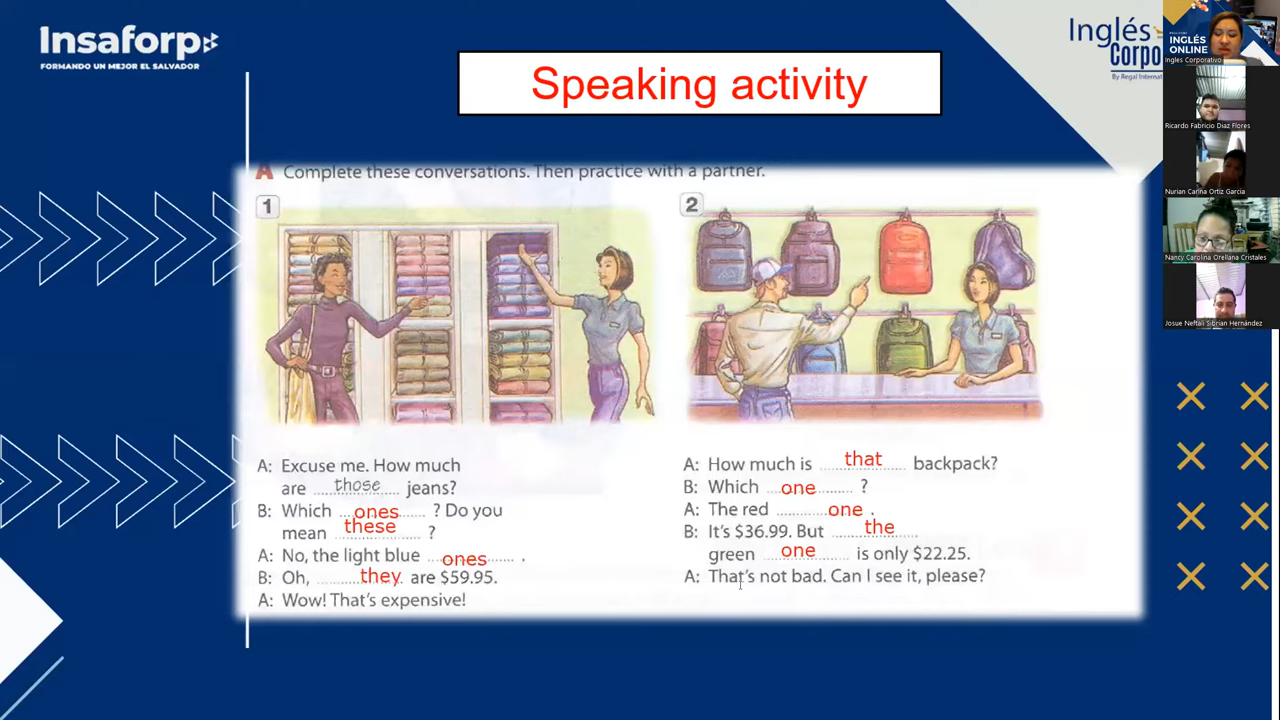 Insaforp
FORMANDO UN MEJOR EL SALVADOR
Speaking activity
Inglés
Corpo
By Regal Internat
INGLÉS
ONLINE
Ingles Corporativo
Ricardo Fabricio Diaz Flores
Nurian Carina Ortiz Garcia
Nancy Carolina Orellana Cristales
Josue Neftali Sibrian Hernández
A Complete these conversations. Then practice with a partner.
1
A: Excuse me. How much
are those jeans?
B: Which ones ? Do you
mean these ?
A: No, the light blue ones .
B: Oh, they are $59.95.
A: Wow! That's expensive!
2
A: How much is that backpack?
B: Which one ?
A: The red one .
B: It's $36.99. But the
green one is only $22.25.
A: That's not bad. Can I see it, please?